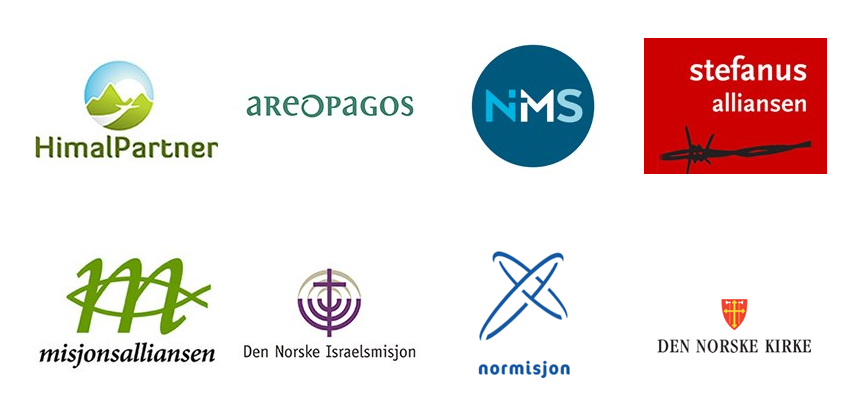 HimalPartner
areopagos
NMS
stefanus
alliansen
m
misjonsalliansen
Den Norske Israelsmisjon
normisjon
DEN NORSKE KIRKE